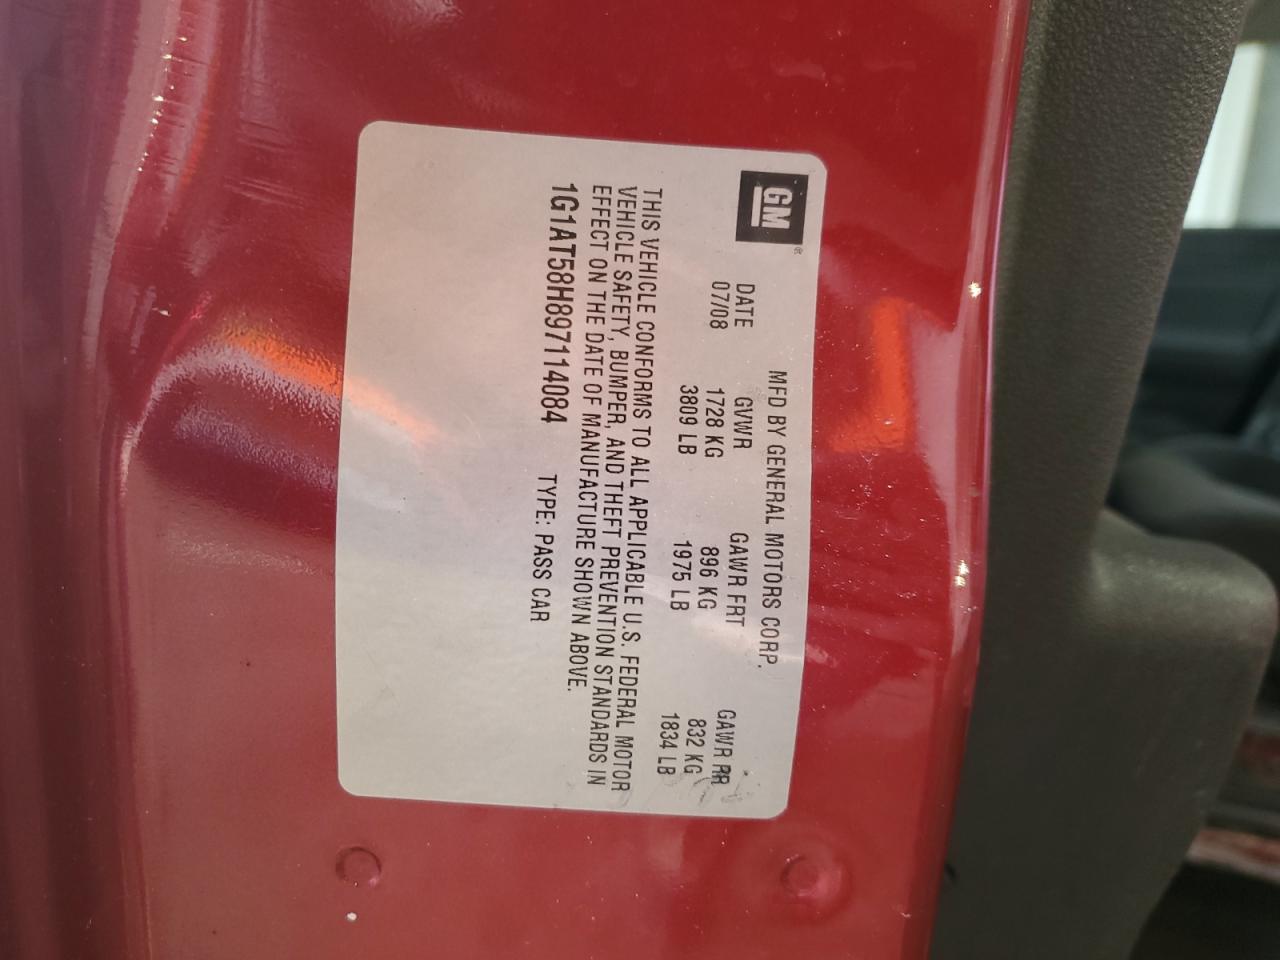 GM®
MFD BY GENERAL MOTORS CORP.
DATE GVWR GAWR FRT GAWR RR
07/08 1728 KG 896 KG 832 KG
3809 LB 1975 LB 1834 LB
THIS VEHICLE CONFORMS TO ALL APPLICABLE U.S. FEDERAL MOTOR
VEHICLE SAFETY, BUMPER, AND THEFT PREVENTION STANDARDS IN
EFFECT ON THE DATE OF MANUFACTURE SHOWN ABOVE.
1G1AT58H897114084 TYPE: PASS CAR